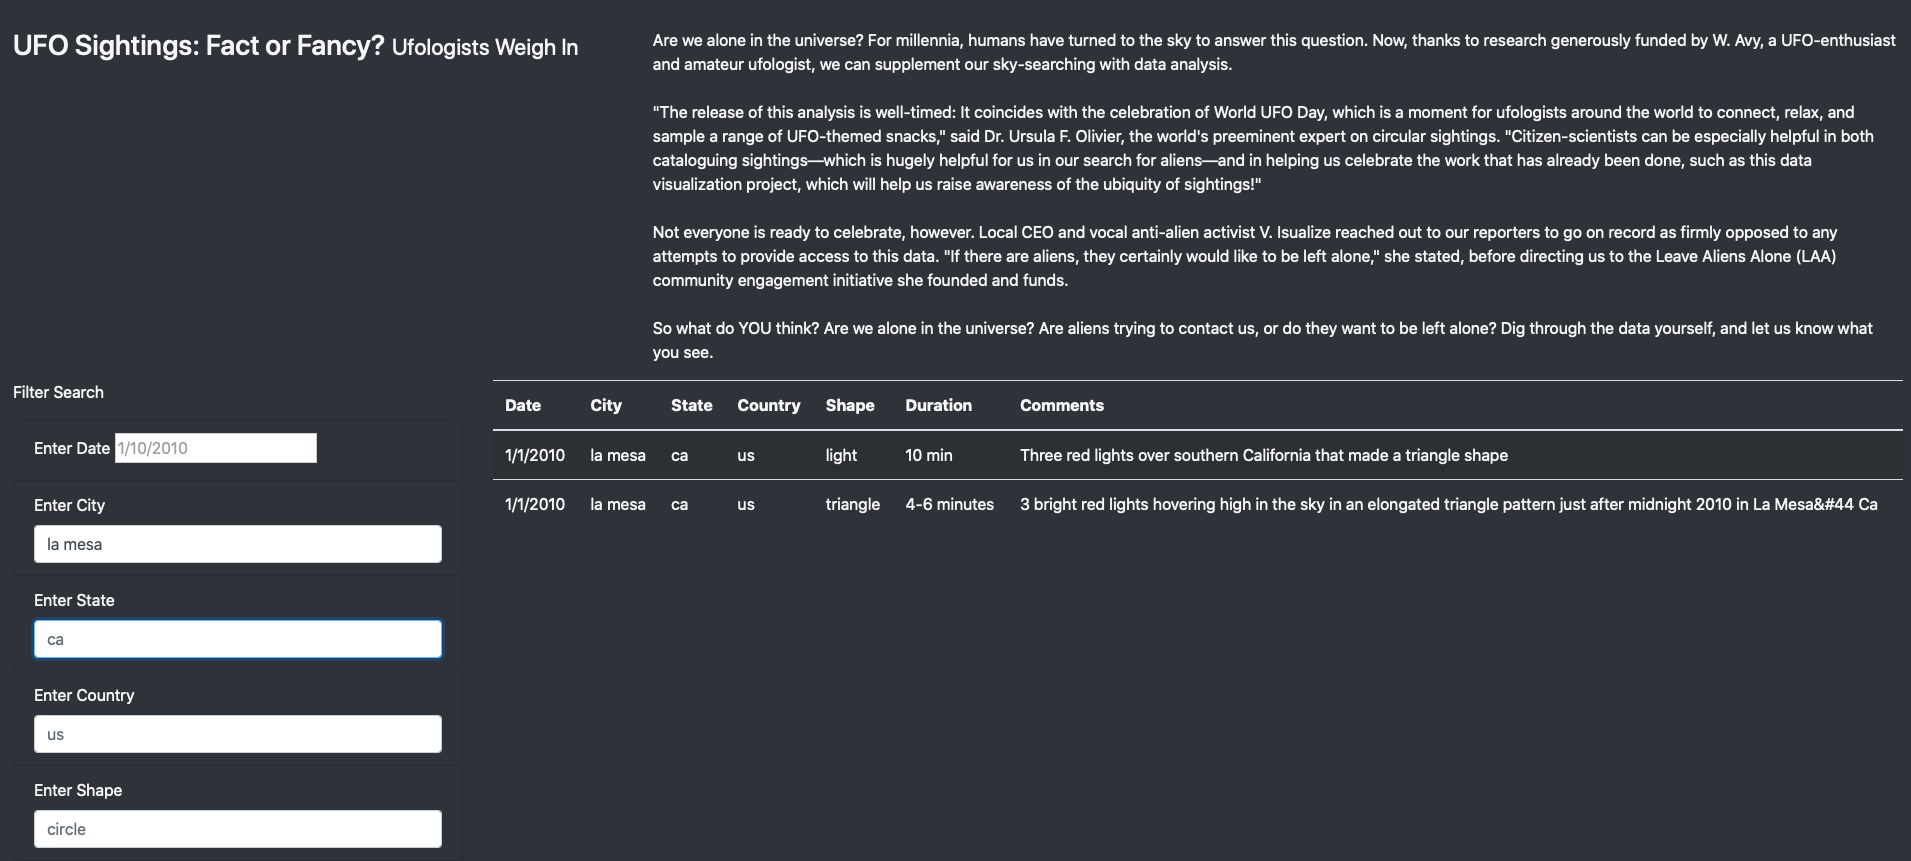 UFO Sightings: Fact or Fancy? Ufologists Weigh In
Are we alone in the universe? For millennia, humans have turned to the sky to answer this question. Now, thanks to research generously funded by W. Avy, a UFO-enthusiast
and amateur ufologist, we can supplement our sky-searching with data analysis.
"The release of this analysis is well-timed: It coincides with the celebration of World UFO Day, which is a moment for ufologists around the world to connect, relax, and
sample a range of UFO-themed snacks," said Dr. Ursula F. Olivier, the world's preeminent expert on circular sightings. "Citizen-scientists can be especially helpful in both
cataloguing sightings—which is hugely helpful for us in our search for aliens—and in helping us celebrate the work that has already been done, such as this data
visualization project, which will help us raise awareness of the ubiquity of sightings!"
Not everyone is ready to celebrate, however. Local CEO and vocal anti-alien activist V. Isualize reached out to our reporters to go on record as firmly opposed to any
attempts to provide access to this data. "If there are aliens, they certainly would like to be left alone," she stated, before directing us to the Leave Aliens Alone (LAA)
community engagement initiative she founded and funds.
So what do YOU think? Are we alone in the universe? Are aliens trying to contact us, or do they want to be left alone? Dig through the data yourself, and let us know what
you see.
Filter Search
Enter Date 1/10/2010
Enter City
la mesa
Enter State
ca
Enter Country
us
Enter Shape
circle
Date City State Country Shape Duration Comments
1/1/2010 la mesa ca us light 10 min Three red lights over southern California that made a triangle shape
1/1/2010 la mesa ca us triangle 4-6 minutes 3 bright red lights hovering high in the sky in an elongated triangle pattern just after midnight 2010 in La Mesa&#44 Ca